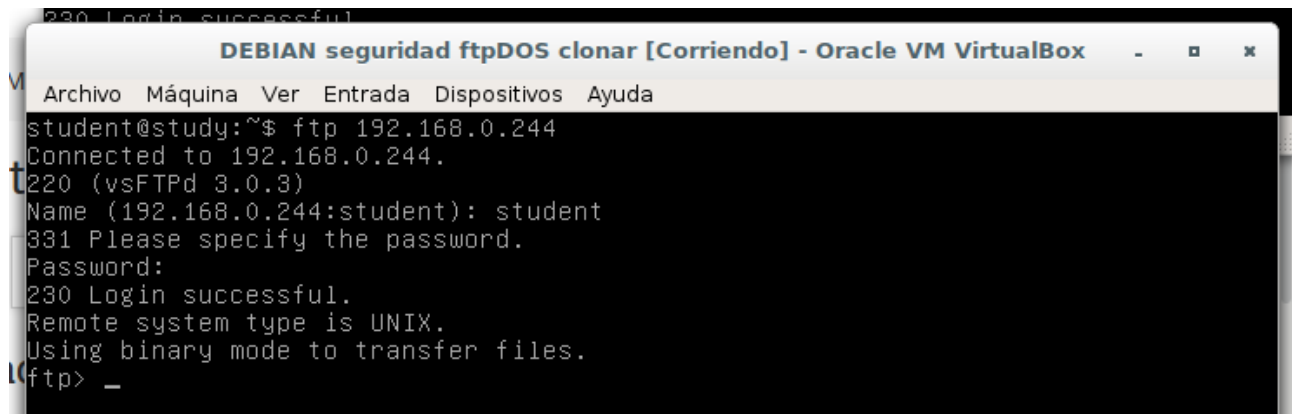 230 Login successful
DEBIAN seguridad ftpDOS clonar [Corriendo] - Oracle VM VirtualBox
Archivo Máquina Ver Entrada Dispositivos Ayuda
student@study:~$ ftp 192.168.0.244
Connected to 192.168.0.244.
220 (vsFTPd 3.0.3)
Name (192.168.0.244:student): student
331 Please specify the password.
Password:
230 Login successful.
Remote system type is UNIX.
Using binary mode to transfer files.
ftp> _